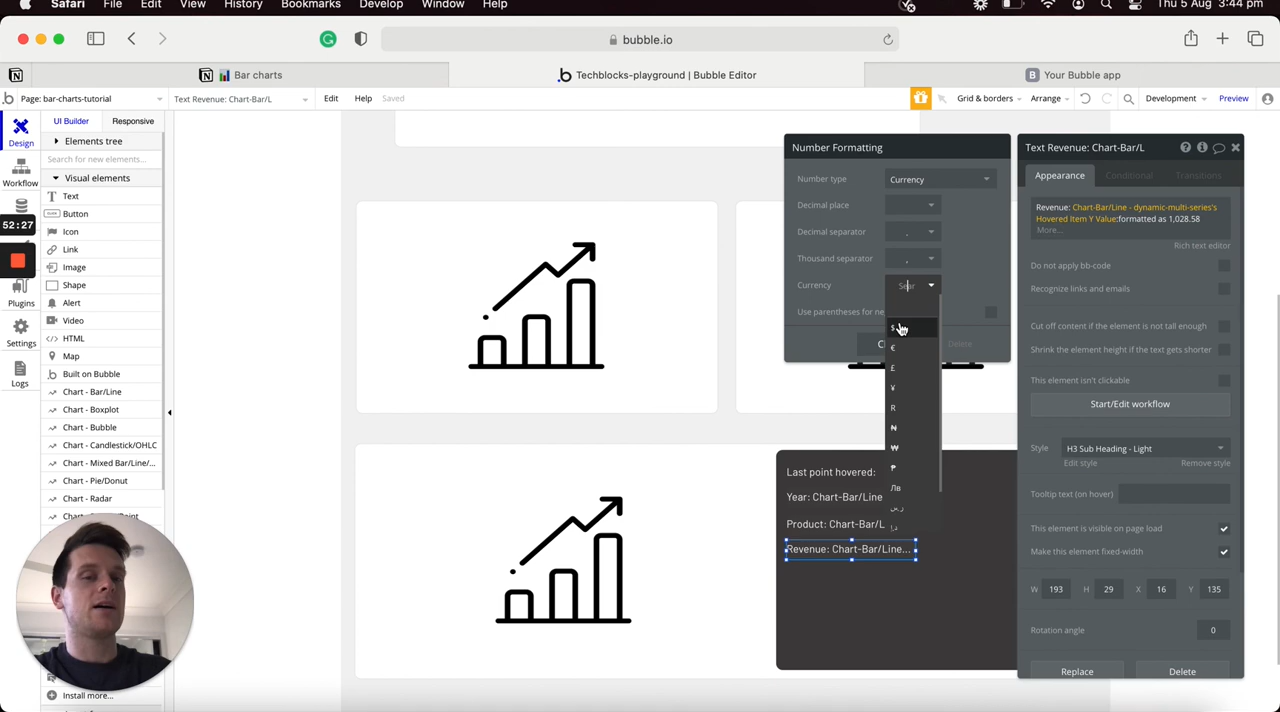 Safari File Edit View History Bookmarks Develop Window Help
Thu 5 Aug 3:44 pm
bubble.io
Bar charts
Techblocks-playground | Bubble Editor
Your Bubble app
Page: bar-charts-tutorial
Text Revenue: Chart-Bar/L
Edit Help Saved
Grid & borders
Arrange
Development
Preview
Design
Workflow
52:27
Plugins
Settings
Logs
UI Builder
Responsive
Elements tree
Search for new elements...
Visual elements
Text
Button
CLICK
Icon
Link
Image
Shape
Alert
Video
HTML
Map
Built on Bubble
Chart - Bar/Line
Chart - Boxplot
Chart - Bubble
Chart - Candlestick/OHLC
Chart - Mixed Bar/Line/...
Chart - Pie/Donut
Chart - Radar
Install more...
Last point hovered:
Year: Chart-Bar/Line
Product: Chart-Bar/L
Revenue: Chart-Bar/Line...
Number Formatting
Number type
Currency
Decimal place
Decimal separator
.
Thousand separator
,
Currency
Sear
Use parentheses for ne
Delete
$
€
£
¥
R
₦
₩
₱
Лв
Text Revenue: Chart-Bar/L
Appearance
Conditional
Transitions
Revenue: Chart-Bar/Line - dynamic-multi-series's
Hovered Item Y Value:formatted as 1,028.58
More...
Rich text editor
Do not apply bb-code
Recognize links and emails
Cut off content if the element is not tall enough
Shrink the element height if the text gets shorter
This element isn't clickable
Start/Edit workflow
Style
H3 Sub Heading - Light
Edit style
Remove style
Tooltip text (on hover)
This element is visible on page load
Make this element fixed-width
W 193 H 29 X 16 Y 135
Rotation angle 0
Replace
Delete